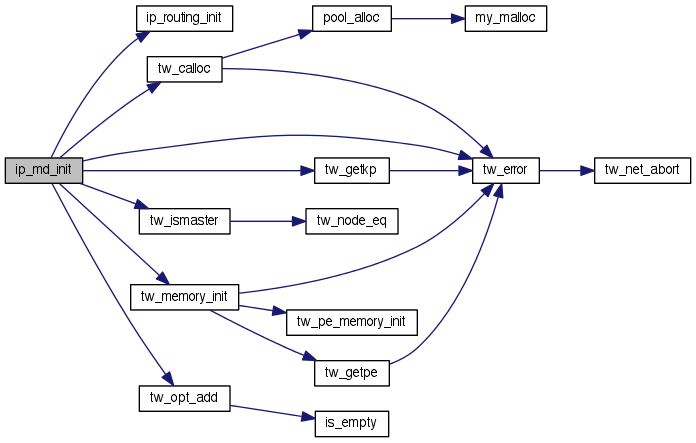 ip_routing_init
pool_alloc
my_malloc
tw_calloc
ip_md_init
tw_getkp
tw_error
tw_net_abort
tw_ismaster
tw_node_eq
tw_memory_init
tw_pe_memory_init
tw_getpe
tw_opt_add
is_empty